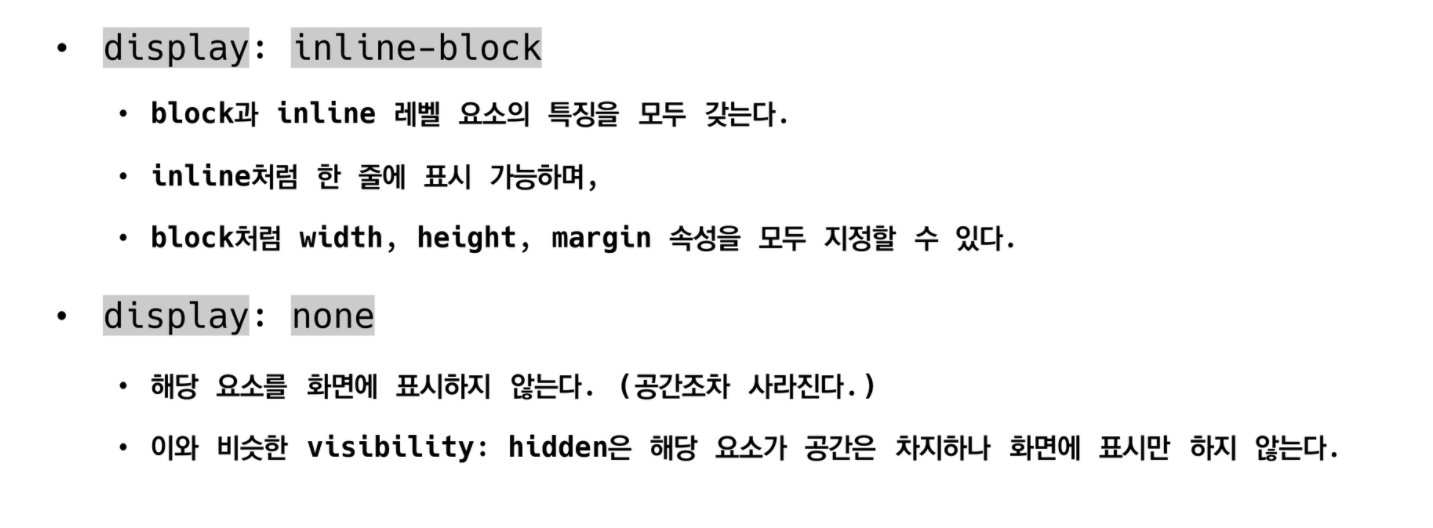 • display: inline-block
• block과 inline 레벨 요소의 특징을 모두 갖는다.
• inline처럼 한 줄에 표시 가능하며,
• block처럼 width, height, margin 속성을 모두 지정할 수 있다.
• display: none
• 해당 요소를 화면에 표시하지 않는다. (공간조차 사라진다.)
• 이와 비슷한 visibility: hidden은 해당 요소가 공간은 차지하나 화면에 표시만 하지 않는다.